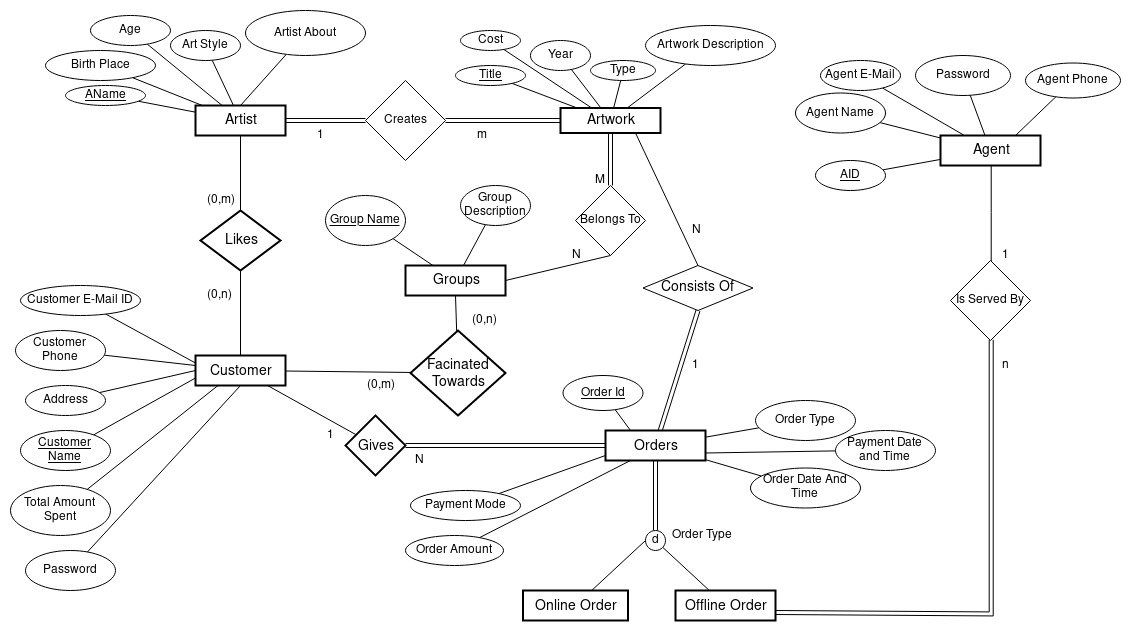 Age
Art Style
Artist About
Birth Place
AName
Artist
1
Creates
m
Cost
Year
Type
Artwork Description
Title
Artwork
Agent E-Mail
Password
Agent Phone
Agent Name
AID
Agent
(0,m)
Likes
(0,n)
Group Name
Group
Description
Groups
M
Belongs To
N
N
Consists Of
1
1
Is Served By
n
Customer E-Mail ID
Customer
Phone
Address
Customer
Name
Total Amount
Spent
Password
Customer
(0,n)
Facinated
Towards
(0,m)
1
Gives
N
Order Id
Orders
Order Type
Payment Date
and Time
Order Date And
Time
Payment Mode
Order Amount
d
Order Type
Online Order
Offline Order